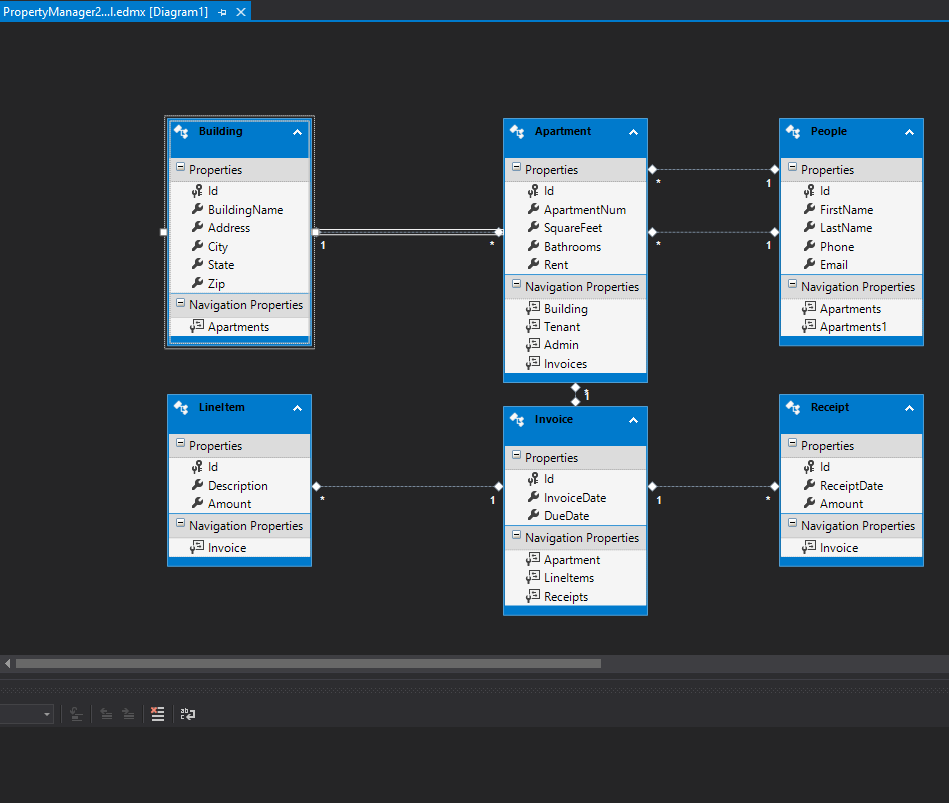 PropertyManager2...l.edmx [Diagram1]
Building
Properties
Id
BuildingName
Address
City
State
Zip
Navigation Properties
Apartments
1
*
Apartment
Properties
Id
ApartmentNum
SquareFeet
Bathrooms
Rent
Navigation Properties
Building
Tenant
Admin
Invoices
*
1
*
1
People
Properties
Id
FirstName
LastName
Phone
Email
Navigation Properties
Apartments
Apartments1
LineItem
Properties
Id
Description
Amount
Navigation Properties
Invoice
*
1
Invoice
Properties
Id
InvoiceDate
DueDate
Navigation Properties
Apartment
LineItems
Receipts
1
*
Receipt
Properties
Id
ReceiptDate
Amount
Navigation Properties
Invoice